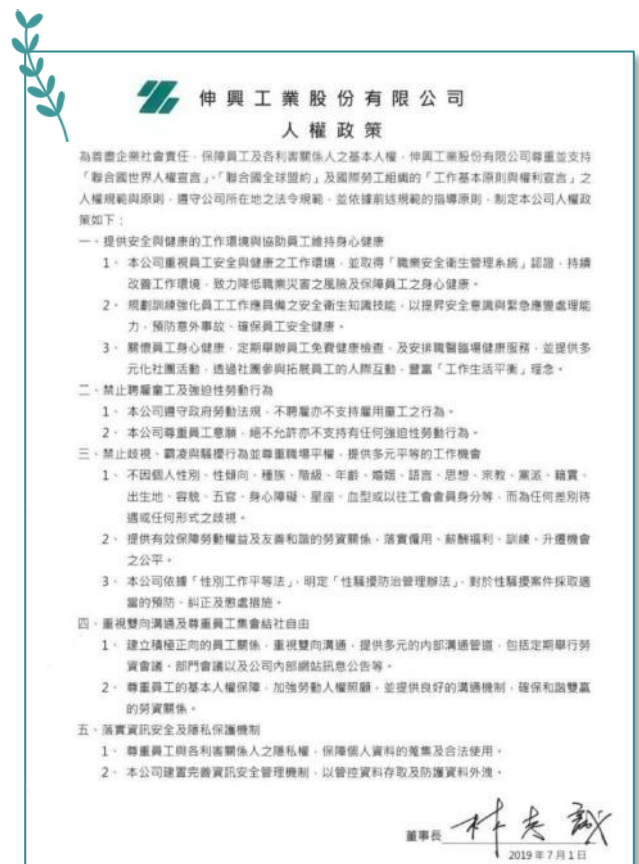 伸興工業股份有限公司
人權政策
為善盡企業社會責任，保障員工及各利害關係人之基本人權，伸興工業股份有限公司尊重並支持
「聯合國世界人權宣言」、「聯合國全球盟約」及國際勞工組織的「工作基本原則與權利宣言」之
人權規範與原則，遵守公司所在地之法令規範，並依據前述規範的指導原則，制定本公司人權政
策如下：
一、提供安全與健康的工作環境與協助員工維持身心健康
1、 本公司重視員工安全與健康之工作環境，並取得「職業安全衛生管理系統」認證，持續
改善工作環境，致力降低職業災害之風險及保障員工之身心健康。
2、 規劃訓練強化員工工作應具備之安全衛生知識技能，以提昇安全意識與緊急應變處理能
力，預防意外事故、確保員工安全健康。
3、 關懷員工身心健康，定期舉辦員工免費健康檢查，及安排職醫臨場健康服務，並提供多
元化社團活動，透過社團參與拓展員工的人際互動，豐富「工作生活平衡」理念。
二、禁止聘雇童工及強迫性勞動行為
1、 本公司遵守政府勞動法規，不聘雇亦不支持雇用童工之行為。
2、 本公司尊重員工意願，絕不允許亦不支持有任何強迫性勞動行為。
三、禁止歧視、霸凌與騷擾行為並尊重職場平權，提供多元平等的工作機會
1、 不因個人性別、性傾向、種族、階級、年齡、婚姻、語言、思想、宗教、黨派、籍貫、
出生地、容貌、五官、身心障礙、星座、血型或以往工會會員身分等，而為任何差別待
遇或任何形式之歧視。
2、 提供有效保障勞動權益及友善和諧的勞資關係，落實僱用、薪酬福利、訓練、升遷機會
之公平。
3、 本公司依據「性別工作平等法」，明定「性騷擾防治管理辦法」，對於性騷擾案件採取適
當的預防、糾正及懲處措施。
四、重視雙向溝通及尊重員工集會結社自由
1、 建立積極正向的員工關係，重視雙向溝通，提供多元的內部溝通管道，包括定期舉行勞
資會議、部門會議以及公司內部網站訊息公告等。
2、 尊重員工的基本人權保障，加強勞動人權照顧，並提供良好的溝通機制，確保和諧雙贏
的勞資關係。
五、落實資訊安全及隱私保護機制
1、 尊重員工與各利害關係人之隱私權，保障個人資料的蒐集及合法使用。
2、 本公司建置完善資訊安全管理機制，以管控資料存取及防護資料外洩。
董事長
2019年7月1日